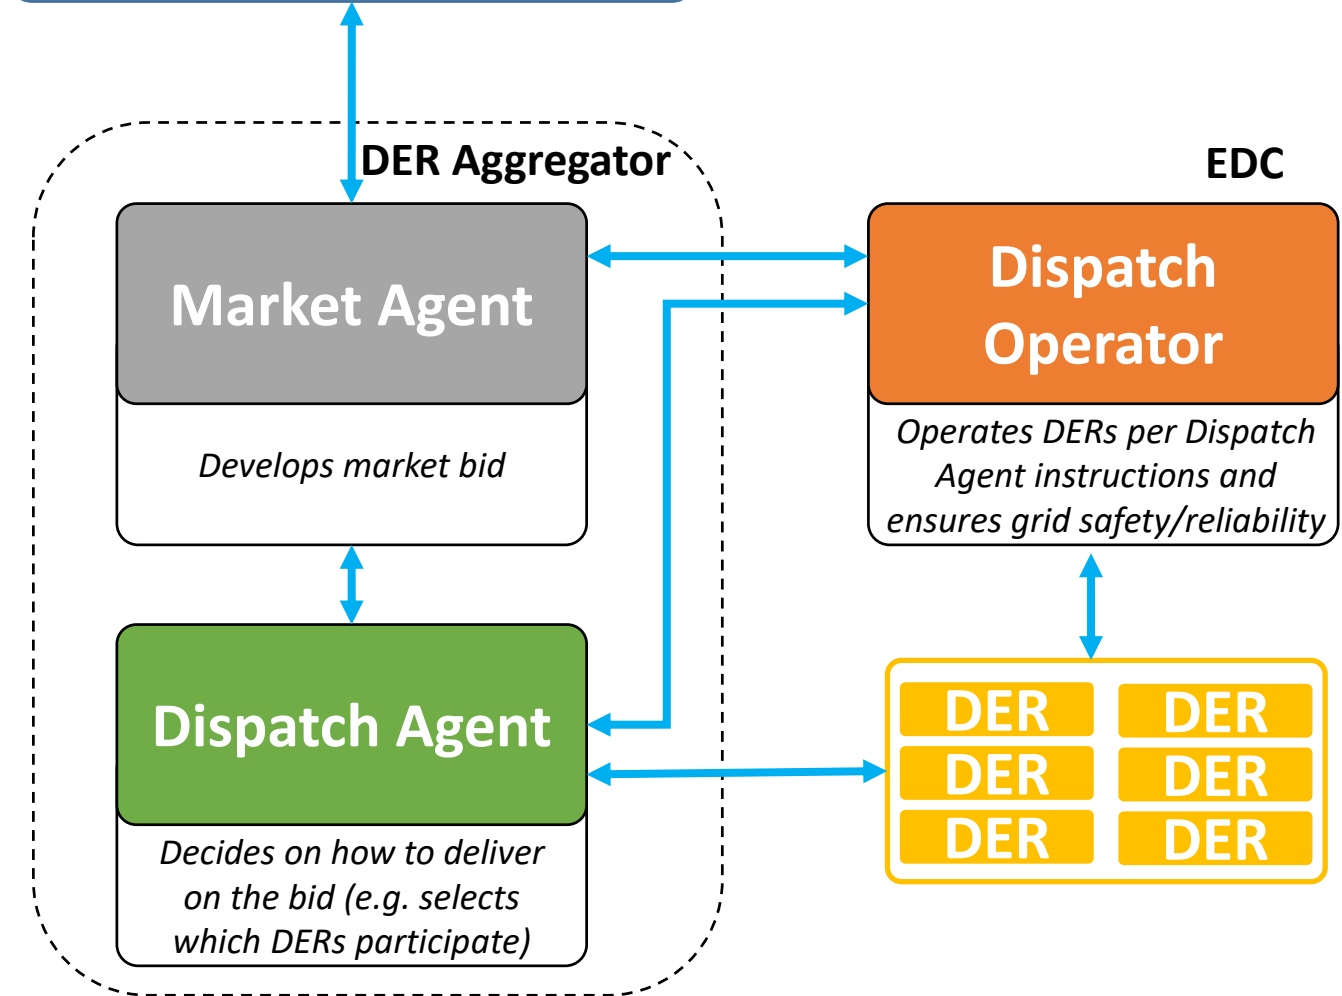 DER Aggregator
EDC
Market Agent
Develops market bid
Dispatch
Operator
Operates DERs per Dispatch
Agent instructions and
ensures grid safety/reliability
Dispatch Agent
Decides on how to deliver
on the bid (e.g. selects
which DERs participate)
DER
DER
DER
DER
DER
DER